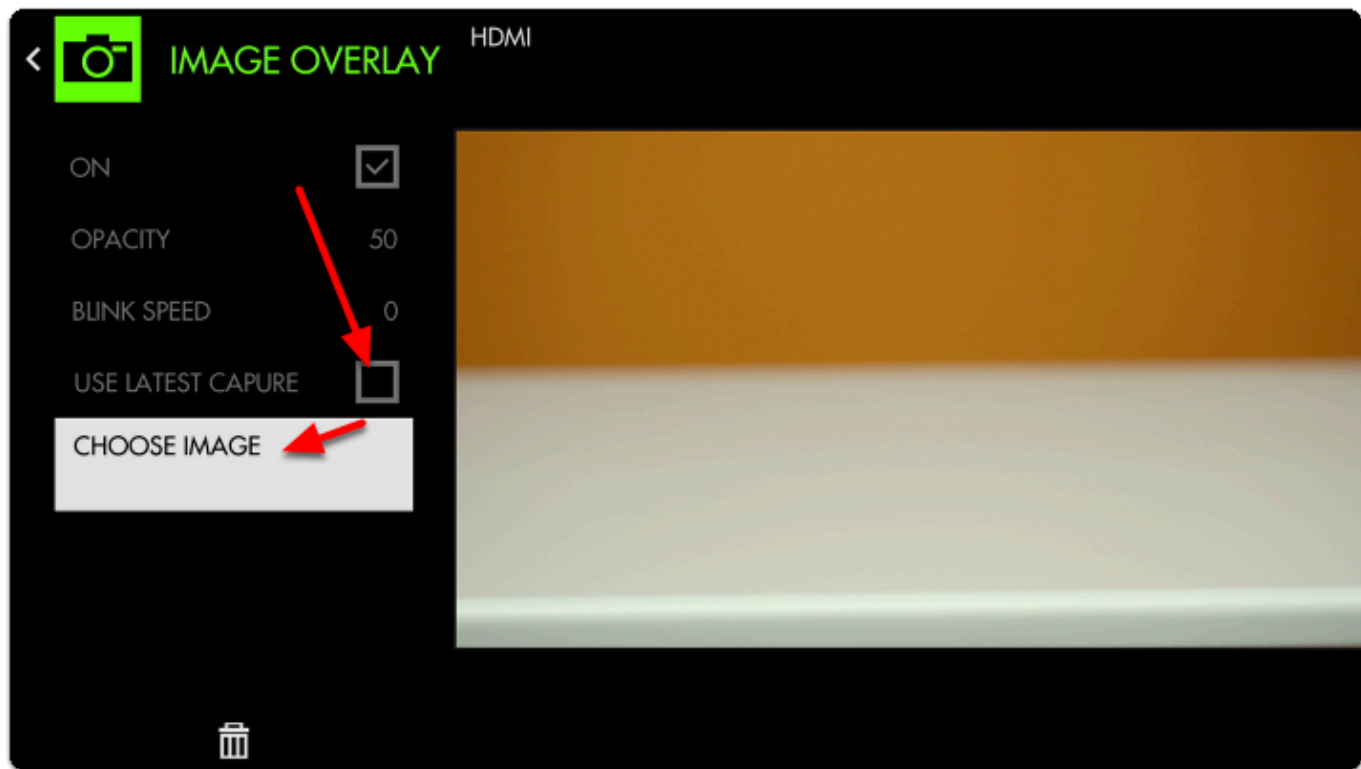 IMAGE OVERLAY
HDMI
ON
OPACITY 50
BLINK SPEED 0
USE LATEST CAPURE
CHOOSE IMAGE